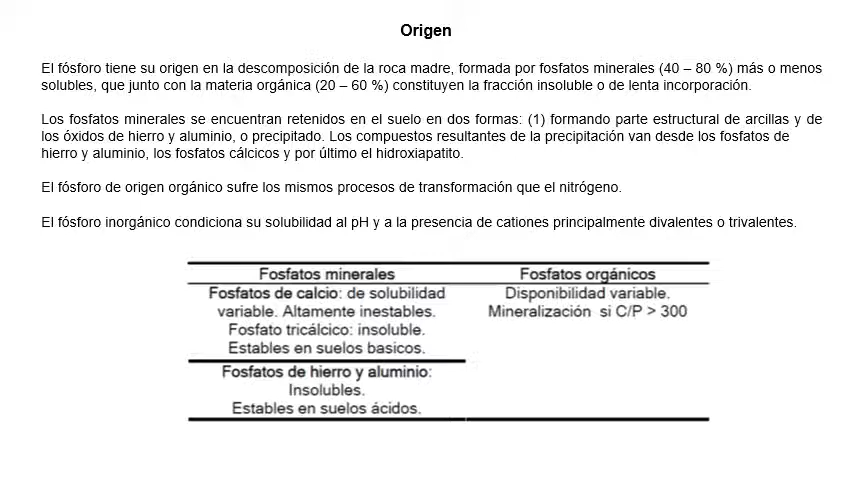 Origen
El fósforo tiene su origen en la descomposición de la roca madre, formada por fosfatos minerales (40 – 80 %) más o menos
solubles, que junto con la materia orgánica (20 – 60 %) constituyen la fracción insoluble o de lenta incorporación.
Los fosfatos minerales se encuentran retenidos en el suelo en dos formas: (1) formando parte estructural de arcillas y de
los óxidos de hierro y aluminio, o precipitado. Los compuestos resultantes de la precipitación van desde los fosfatos de
hierro y aluminio, los fosfatos cálcicos y por último el hidroxiapatito.
El fósforo de origen orgánico sufre los mismos procesos de transformación que el nitrógeno.
El fósforo inorgánico condiciona su solubilidad al pH y a la presencia de cationes principalmente divalentes o trivalentes.
Fosfatos minerales
Fosfatos de calcio: de solubilidad
variable. Altamente inestables.
Fosfato tricálcico: insoluble.
Estables en suelos basicos.
Fosfatos de hierro y aluminio:
Insolubles.
Estables en suelos ácidos.
Fosfatos orgánicos
Disponibilidad variable.
Mineralización si C/P > 300